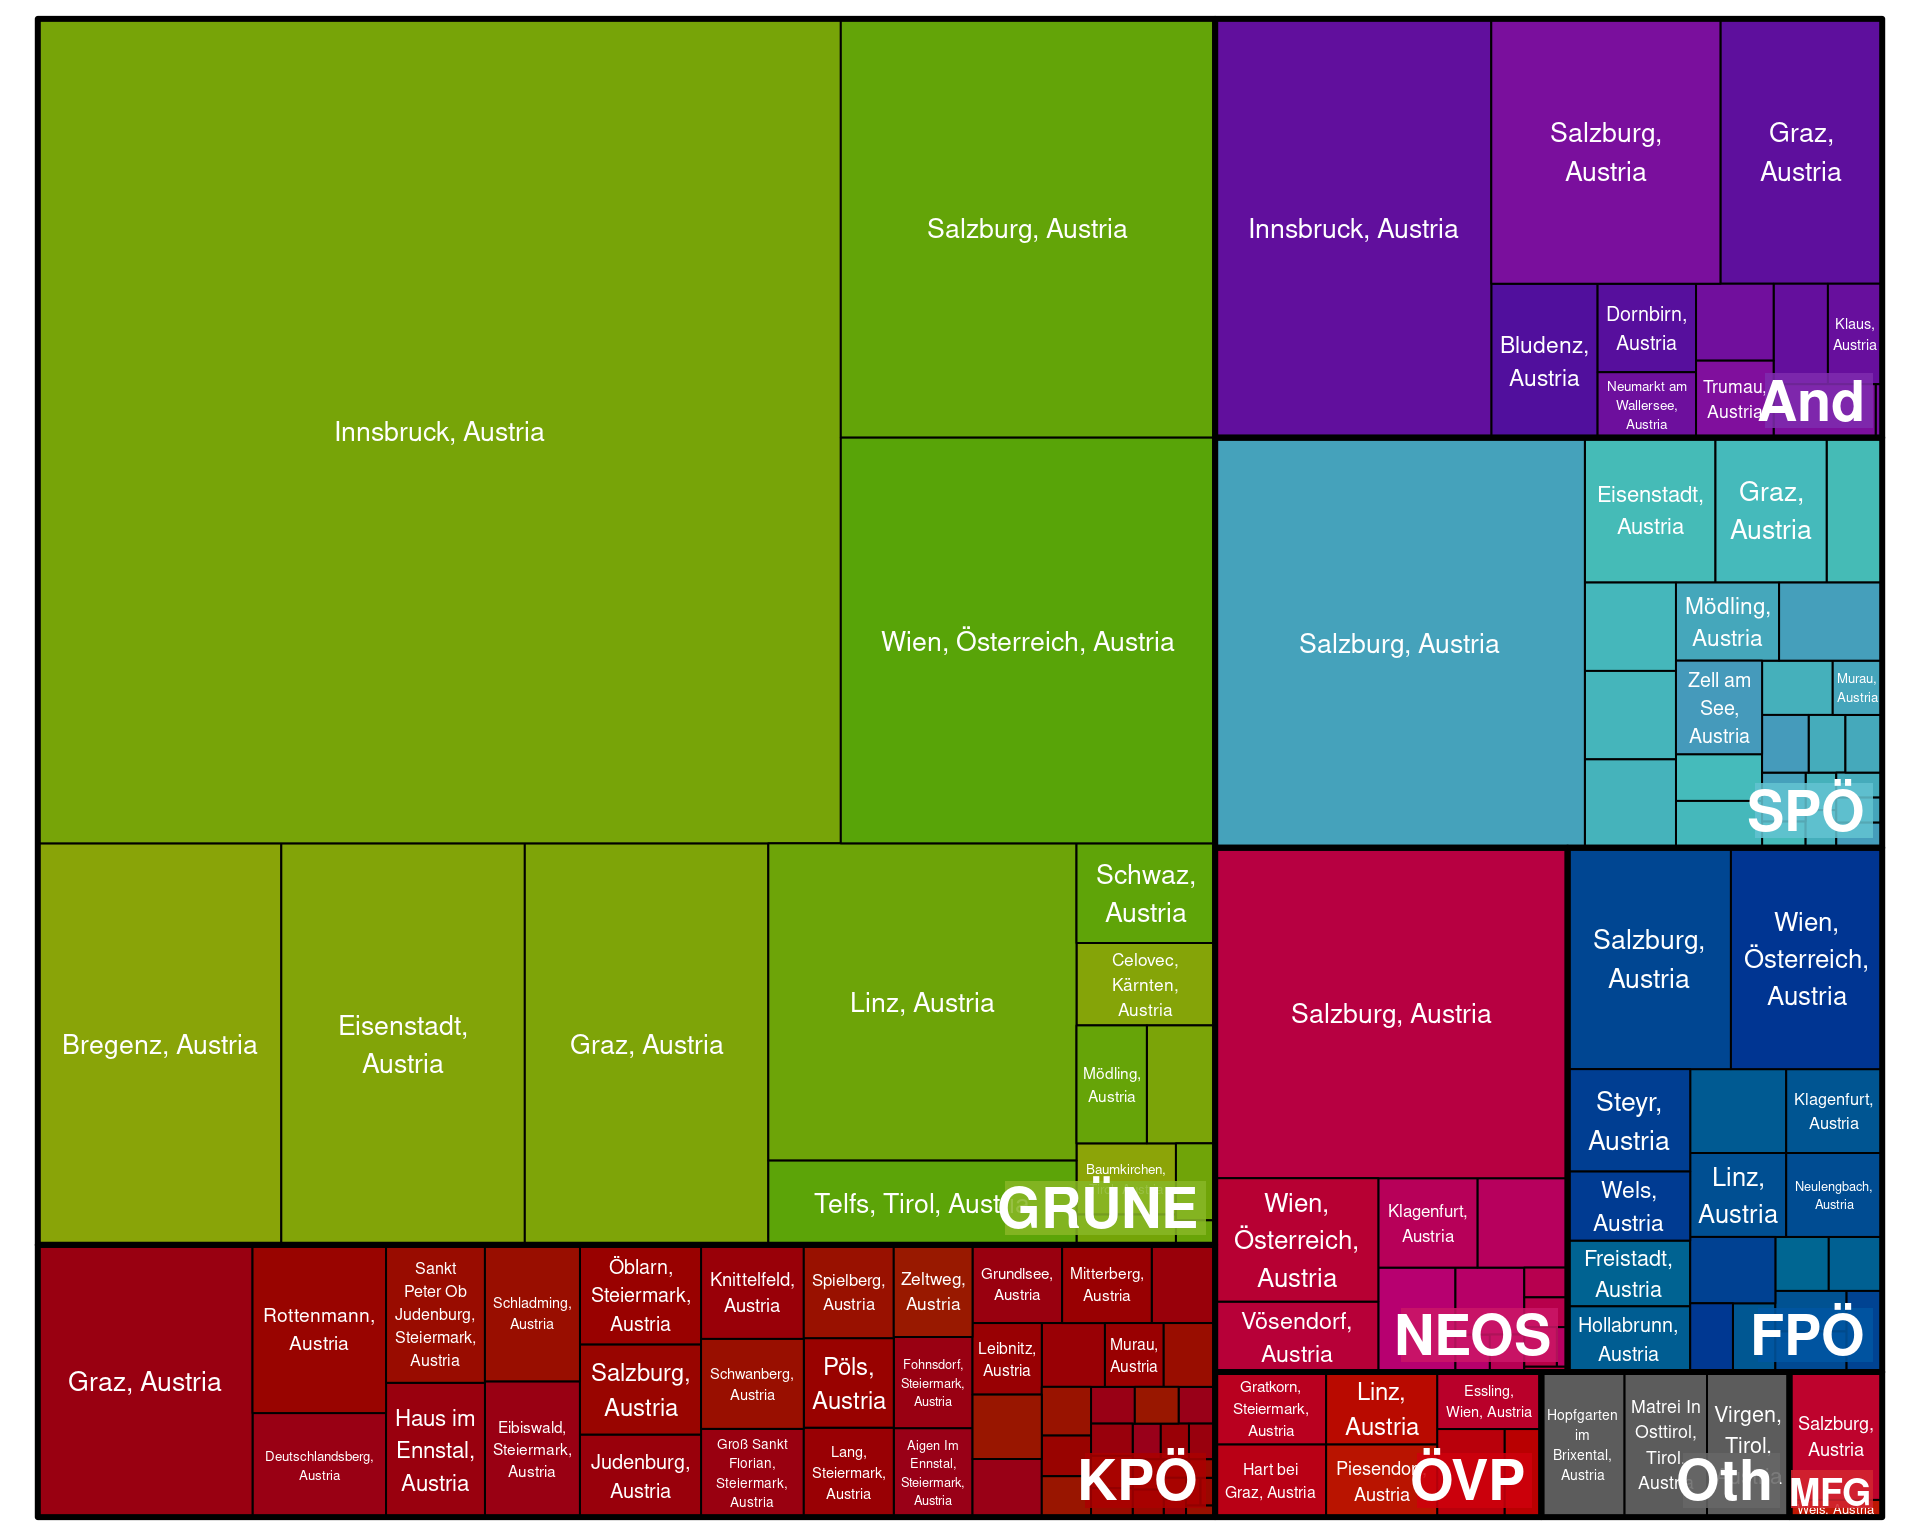 Innsbruck, Austria
Salzburg, Austria
Wien, Österreich, Austria
Bregenz, Austria
Eisenstadt,
Austria
Graz, Austria
Linz, Austria
Telfs, Tirol, Austria
Schwaz,
Austria
Celovec,
Kärnten,
Austria
Mödling,
Austria
Baumkirchen,
GRÜNE
Innsbruck, Austria
Salzburg,
Austria
Graz,
Austria
Bludenz,
Austria
Dornbirn,
Austria
Neumarkt am
Wallersee,
Austria
Trumau,
Austria
Klaus,
Austria
And
Salzburg, Austria
Eisenstadt,
Austria
Graz,
Austria
Mödling,
Austria
Zell am
See,
Austria
Murau,
Austria
SPÖ
Salzburg, Austria
Wien,
Österreich,
Austria
Vösendorf,
Austria
Klagenfurt,
Austria
NEOS
Salzburg,
Austria
Wien,
Österreich,
Austria
Steyr,
Austria
Wels,
Austria
Freistadt,
Austria
Hollabrunn,
Austria
Klagenfurt,
Austria
Linz,
Austria
Neulengbach,
Austria
FPÖ
Graz, Austria
Rottenmann,
Austria
Deutschlandsberg,
Austria
Sankt
Peter Ob
Judenburg,
Steiermark,
Austria
Haus im
Ennstal,
Austria
Schladming,
Austria
Eibiswald,
Steiermark,
Austria
Öblarn,
Steiermark,
Austria
Salzburg,
Austria
Judenburg,
Austria
Knittelfeld,
Austria
Schwanberg,
Austria
Groß Sankt
Florian,
Steiermark,
Austria
Spielberg,
Austria
Pöls,
Austria
Lang,
Steiermark,
Austria
Zeltweg,
Austria
Fohnsdorf,
Steiermark,
Austria
Aigen Im
Ennstal,
Steiermark,
Austria
Grundlsee,
Austria
Mitterberg,
Austria
Leibnitz,
Austria
Murau,
Austria
KPÖ
Gratkorn,
Steiermark,
Austria
Hart bei
Graz, Austria
Linz,
Austria
Piesendorf,
Austria
Essling,
Wien, Austria
ÖVP
Hopfgarten
im
Brixental,
Austria
Matrei In
Osttirol,
Tirol,
Austria
Virgen,
Tirol,
Oth
Salzburg,
Austria
Wels, Austria
MFG